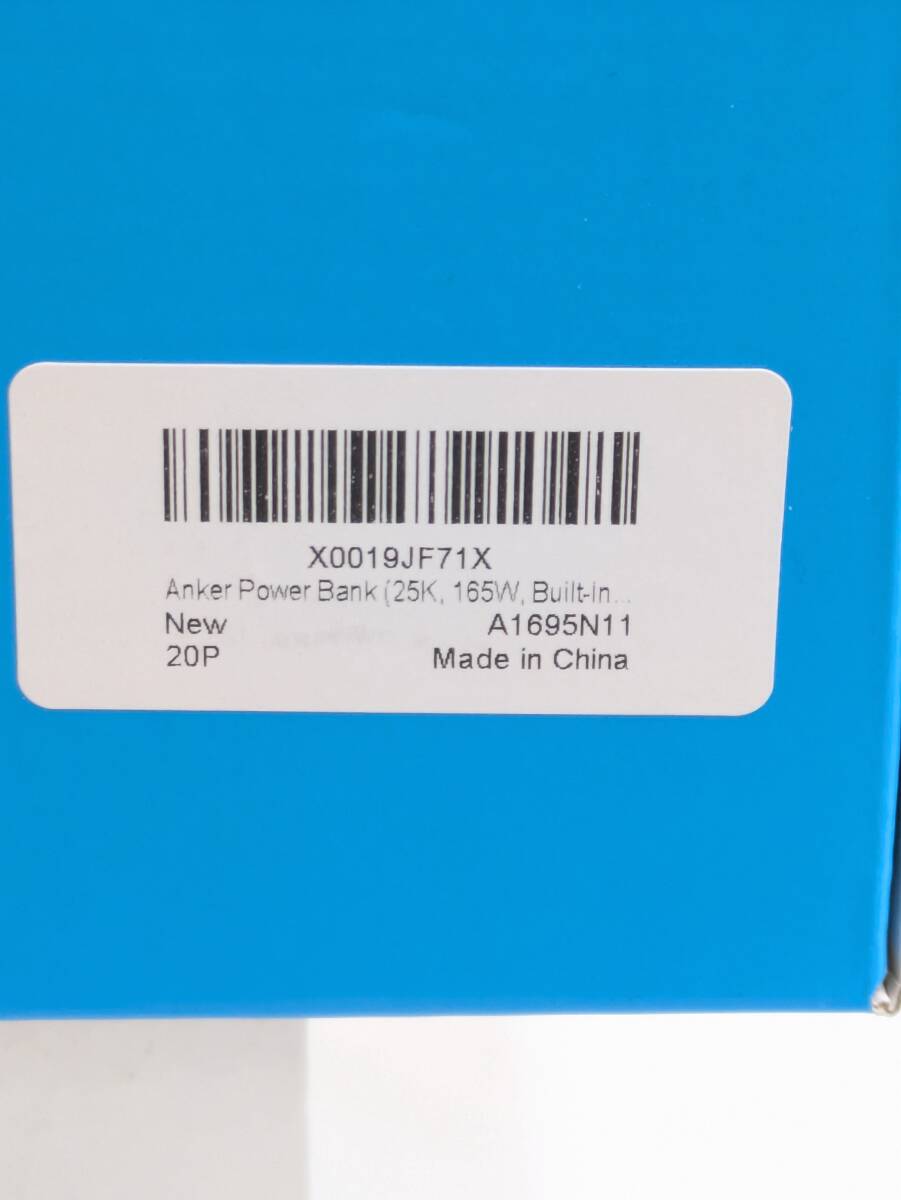 X0019JF71X
Anker Power Bank (25K, 165W, Built-In...
New A1695N11
20P Made in China